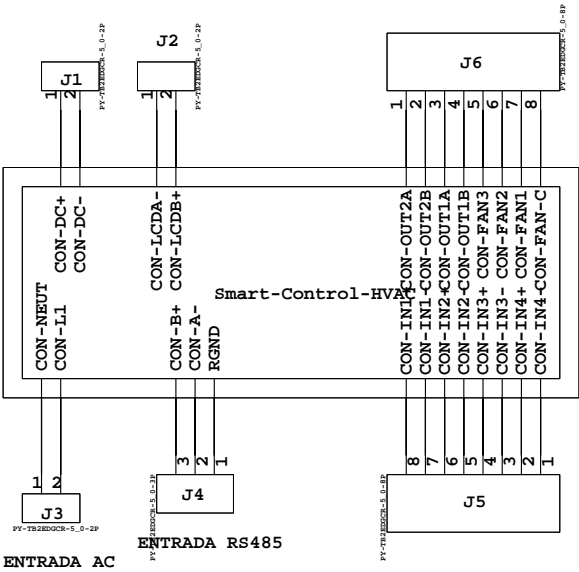 PY-TB2EDGCR-5_0-2P
PY-TB2EDGCR-5_0-2P
PY-TB2EDGCR-5_0-8P
J2
J1
J6
1
2
1
2
1
2
3
4
5
6
7
8
CON-DC+
CON-DC-
CON-LCDA-
CON-LCDB+
CON-OUT2A
CON-OUT2B
CON-OUT1A
CON-OUT1B
CON-FAN3
CON-FAN2
CON-FAN1
CON-FAN-C
Smart-Control-HVAC
CON-NEUT
CON-L1
CON-B+
CON-A-
RGND
CON-IN1+
CON-IN1-
CON-IN2+
CON-IN2-
CON-IN3+
CON-IN3-
CON-IN4+
CON-IN4-
1
2
3
2
1
8
7
6
5
4
3
2
1
J3
J4
J5
PY-TB2EDGCR-5_0-2P
PY-TB2EDGCR-5_0-3P
PY-TB2EDGCR-5_0-8P
ENTRADA RS485
ENTRADA AC